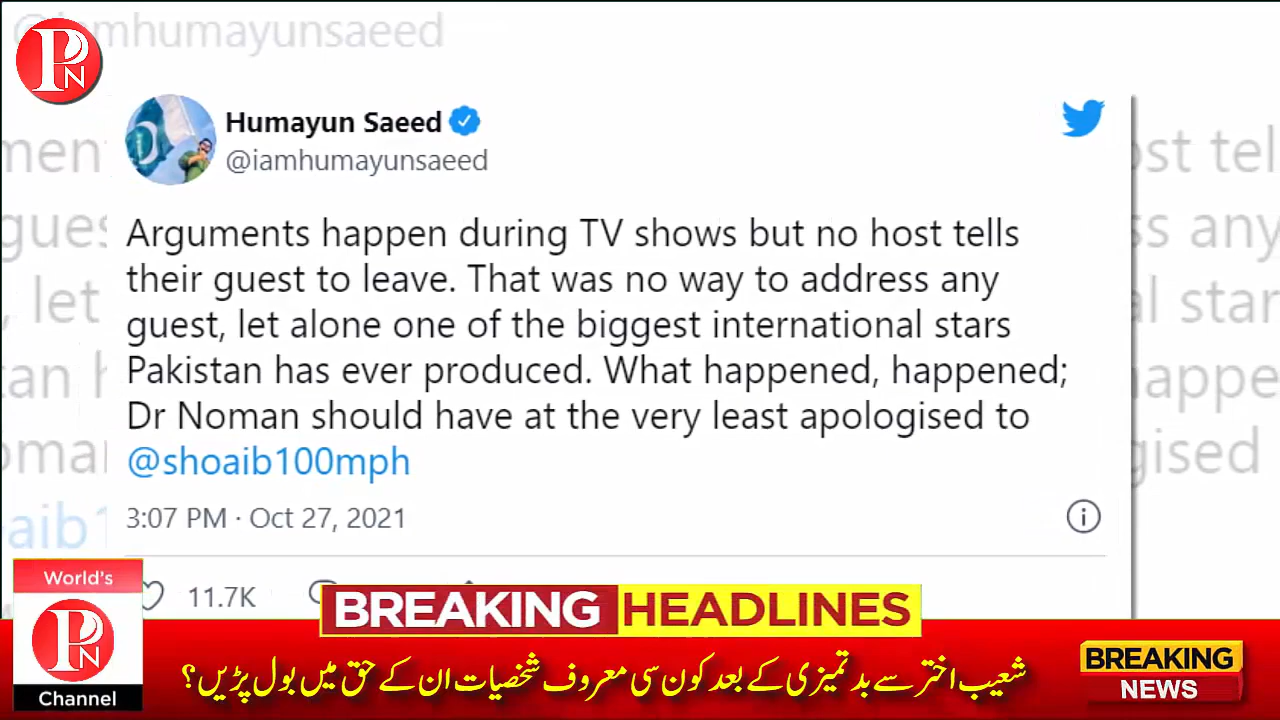 @iamhumayunsaeed
PN
Humayun Saeed
@iamhumayunsaeed
Arguments happen during TV shows but no host tells
their guest to leave. That was no way to address any
guest, let alone one of the biggest international stars
Pakistan has ever produced. What happened, happened;
Dr Noman should have at the very least apologised to
@shoaib100mph
3:07 PM · Oct 27, 2021
11.7K
World's
PN
Channel
BREAKING HEADLINES
شعیب اختر سے بدتمیزی کے بعد کون سی معروف شخصیات ان کے حق میں بول پڑیں؟
BREAKING
NEWS